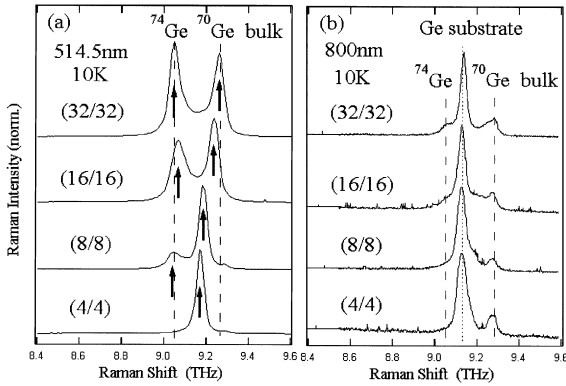 (a)
74Ge 70Ge bulk
514.5nm
10K
(32/32)
(16/16)
(8/8)
(4/4)
Raman Intensity (norm.)
8.4 8.6 8.8 9.0 9.2 9.4 9.6
Raman Shift (THz)
(b)
Ge substrate
800nm
10K
74Ge 70Ge bulk
(32/32)
(16/16)
(8/8)
(4/4)
8.4 8.6 8.8 9.0 9.2 9.4 9.6
Raman Shift (THz)